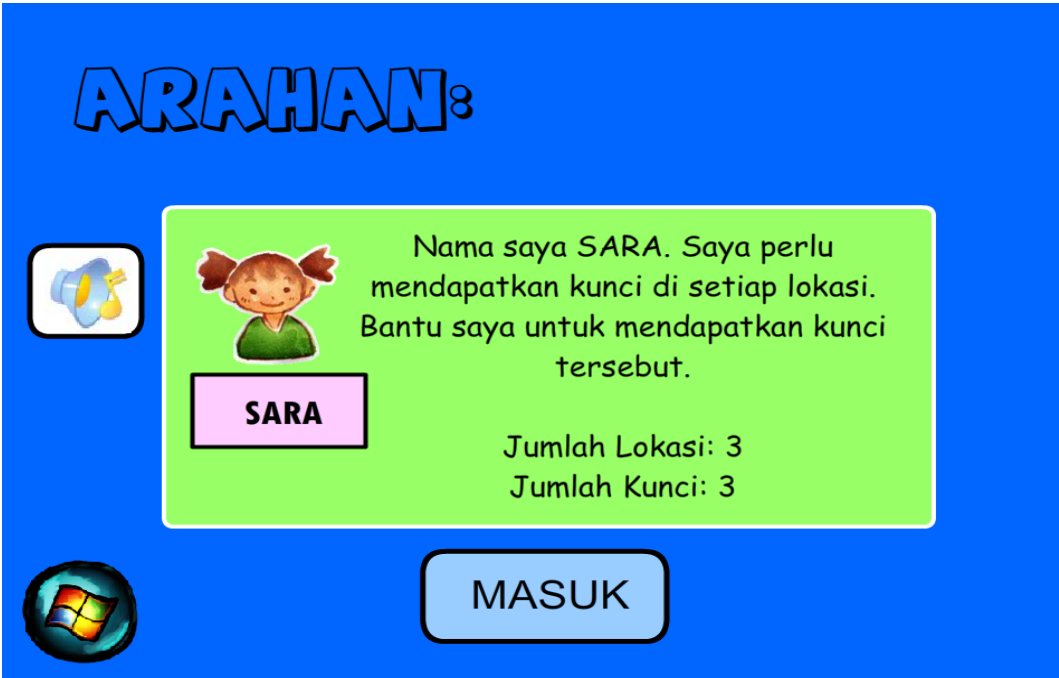 ARAHAN:
Nama saya SARA. Saya perlu
mendapatkan kunci di setiap lokasi.
Bantu saya untuk mendapatkan kunci
tersebut.
SARA
Jumlah Lokasi: 3
Jumlah Kunci: 3
MASUK